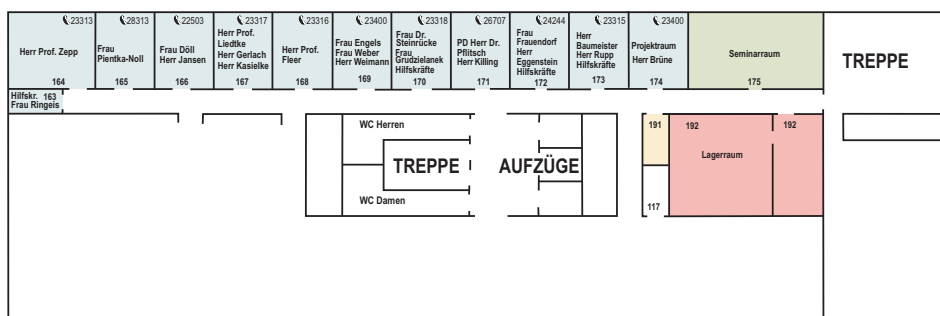 23313
Herr Prof. Zepp
164
28313
Frau
Pientka-Noll
165
22503
Frau Döll
Herr Jansen
166
23317
Herr Prof.
Liedtke
Herr Gerlach
Herr Kasielke
167
23316
Herr Prof.
Fleer
168
23400
Frau Engels
Frau Weber
Herr Weimann
169
23318
Frau Dr.
Steinrücke
Frau
Grudzielanek
Hilfskräfte
170
26707
PD Herr Dr.
Pflitsch
Herr Killing
171
24244
Frau
Frauendorf
Herr
Eggenstein
Hilfskräfte
172
23315
Herr
Baumeister
Herr Rupp
Hilfskräfte
173
23400
Projektraum
Herr Brüne
174
Seminarraum
175
TREPPE
Hilfskr. 163
Frau Ringeis
WC Herren
TREPPE
WC Damen
AUFZÜGE
191
117
192
Lagerraum
192